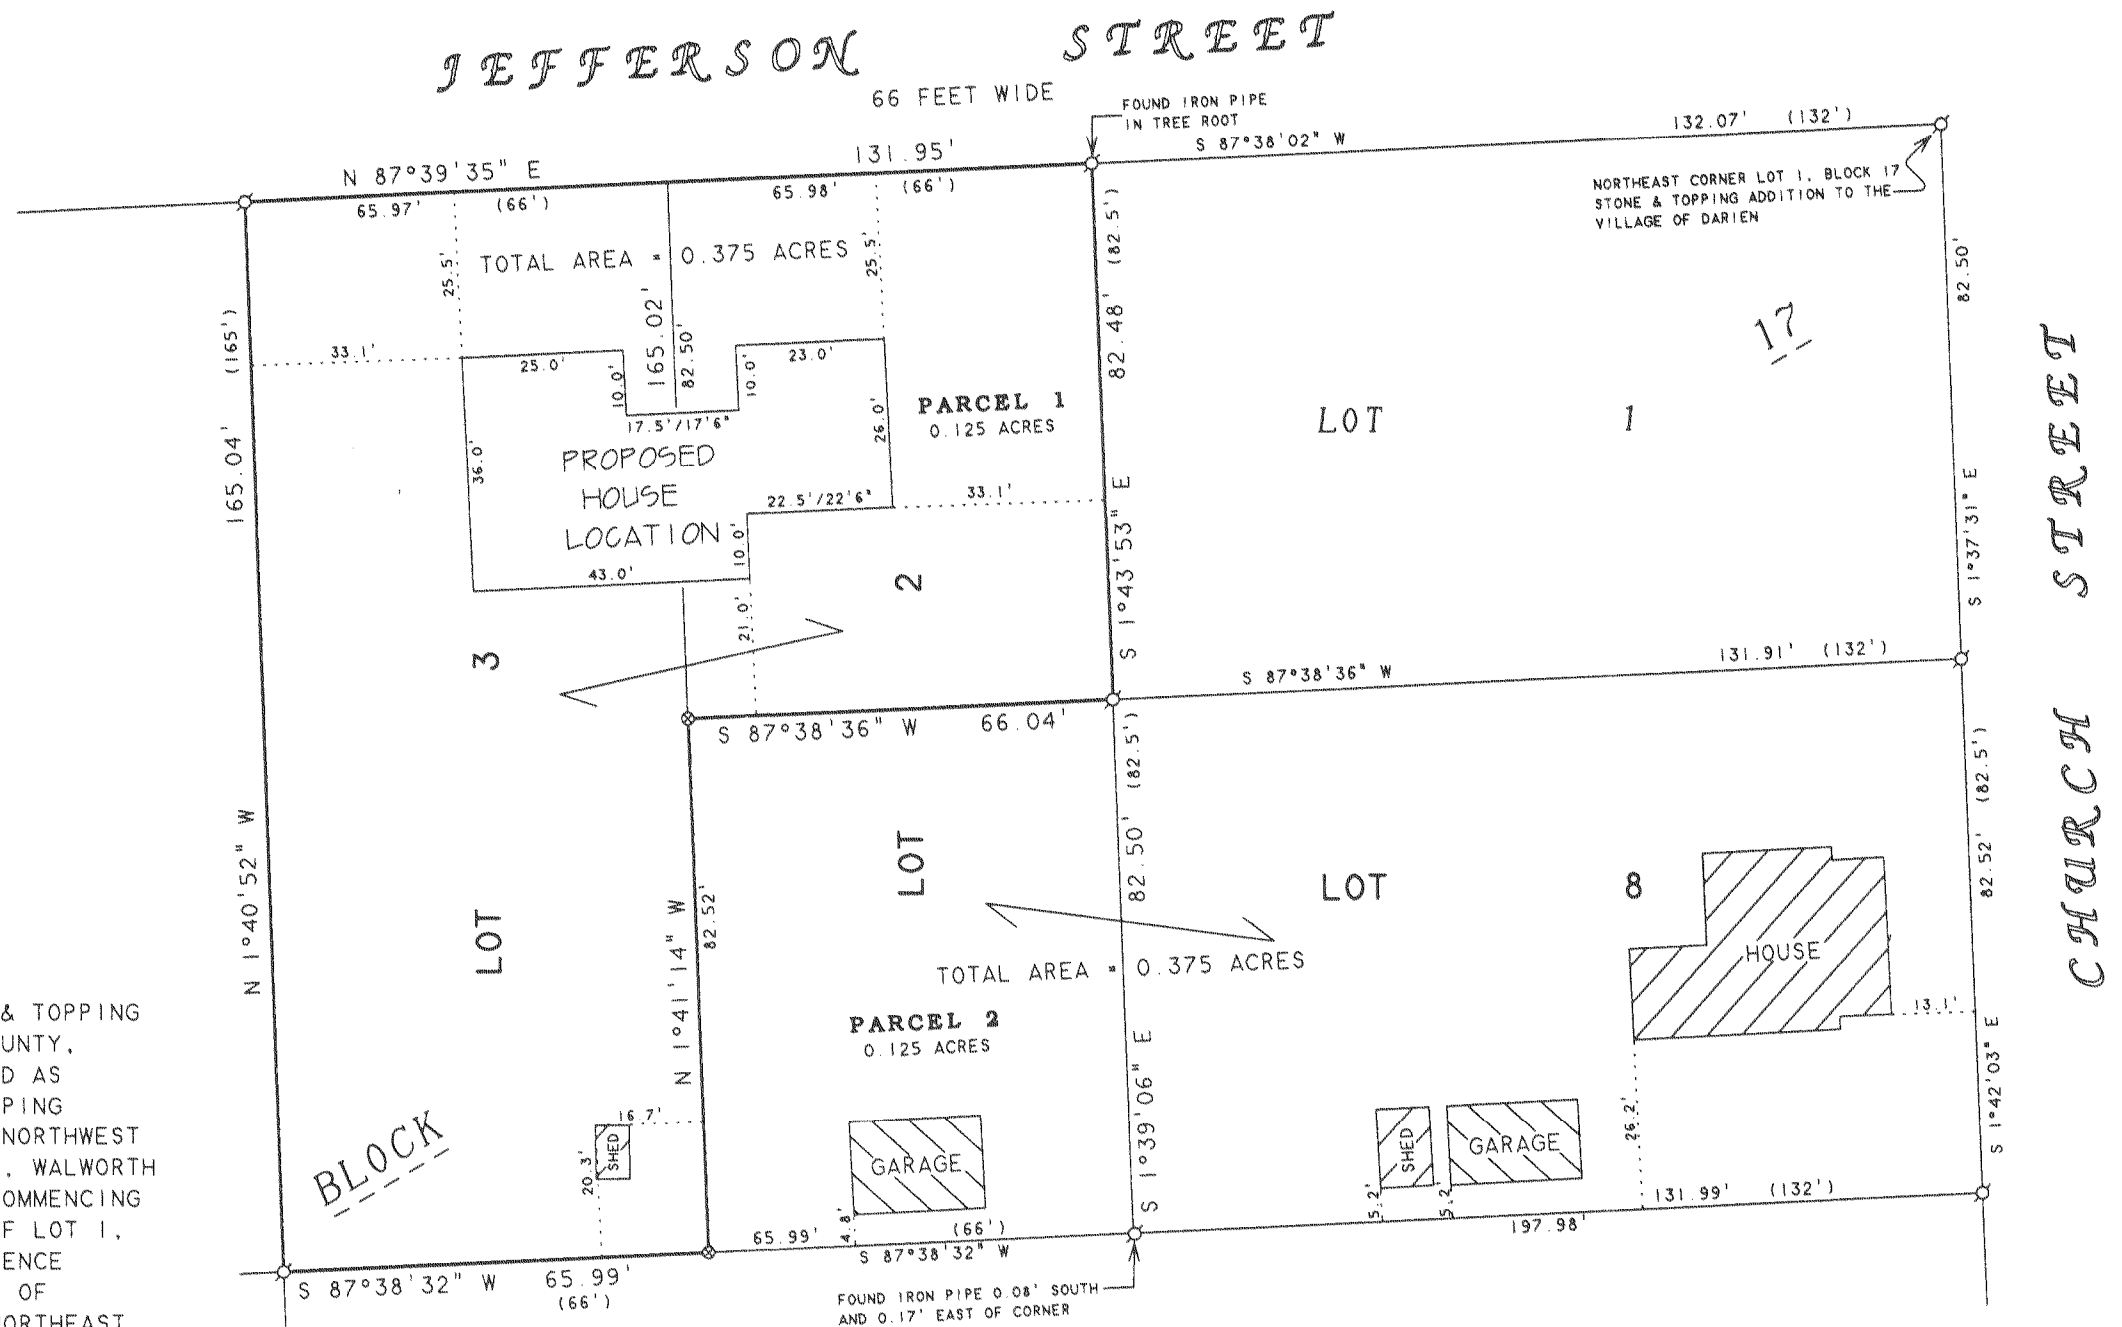 JEFFERSON STREET
66 FEET WIDE
FOUND IRON PIPE
IN TREE ROOT
N 87°39'35" E 131.95'
S 87°38'02" W 132.07' (132')
65.97' (66') 65.98' (66')
NORTHEAST CORNER LOT 1, BLOCK 17
STONE & TOPPING ADDITION TO THE
VILLAGE OF DARIEN
25.5'
TOTAL AREA = 0.375 ACRES
25.5'
(82.5')
82.50'
(165')
33.1'
25.0'
10.0'
165.02'
82.50'
10.0'
23.0'
82.48'
17
CHURCH STREET
PARCEL 1
0.125 ACRES
17.5'/17'6"
26.0'
LOT 1
165.04'
36.0'
PROPOSED
HOUSE
LOCATION
22.5'/22'6"
33.1'
10.0'
43.0'
21.0'
2
3
S 1°43'53" E
S 1°37'31" E
131.91' (132')
S 87°38'36" W
S 87°38'36" W 66.04'
(82.5')
(82.5')
N 1°40'52" W
LOT
LOT
82.50'
82.52'
LOT 8
82.52'
N 1°41'14" W
HOUSE
TOTAL AREA = 0.375 ACRES
PARCEL 2
0.125 ACRES
13.1'
S 1°39'06" E
S 1°42'03" E
BLOCK
16.7'
SHED
20.3'
GARAGE
4.8'
SHED
GARAGE
5.2'
5.2'
26.2'
131.99' (132')
197.98'
65.99' (66')
S 87°38'32" W
S 87°38'32" W 65.99'
(66')
FOUND IRON PIPE 0.08' SOUTH
AND 0.17' EAST OF CORNER
& TOPPING
UNTY,
D AS
PING
NORTHWEST
, WALWORTH
OMMENCING
F LOT 1,
ENCE
OF
ORTHEAST